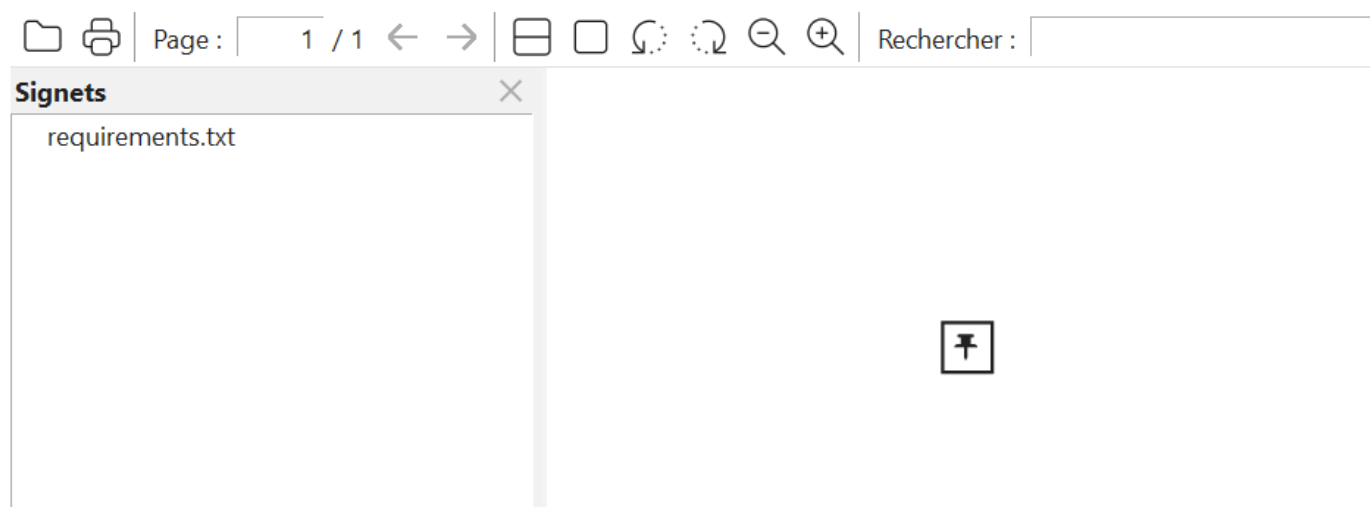 Page : 1 / 1 Rechercher :
Signets
requirements.txt